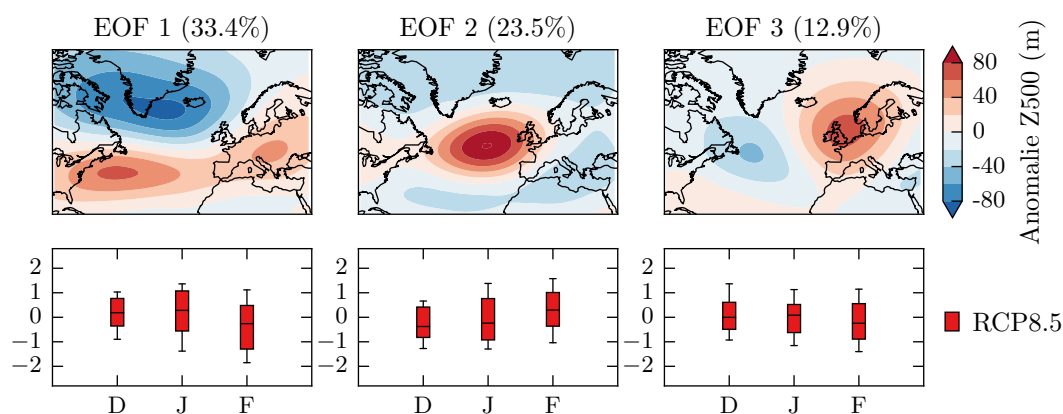 EOF 1 (33.4%)
EOF 2 (23.5%)
EOF 3 (12.9%)
80
40
0
-40
-80
Anomalie Z500 (m)
2
1
0
−1
−2
D J F
2
1
0
−1
−2
D J F
2
1
0
−1
−2
D J F
RCP8.5